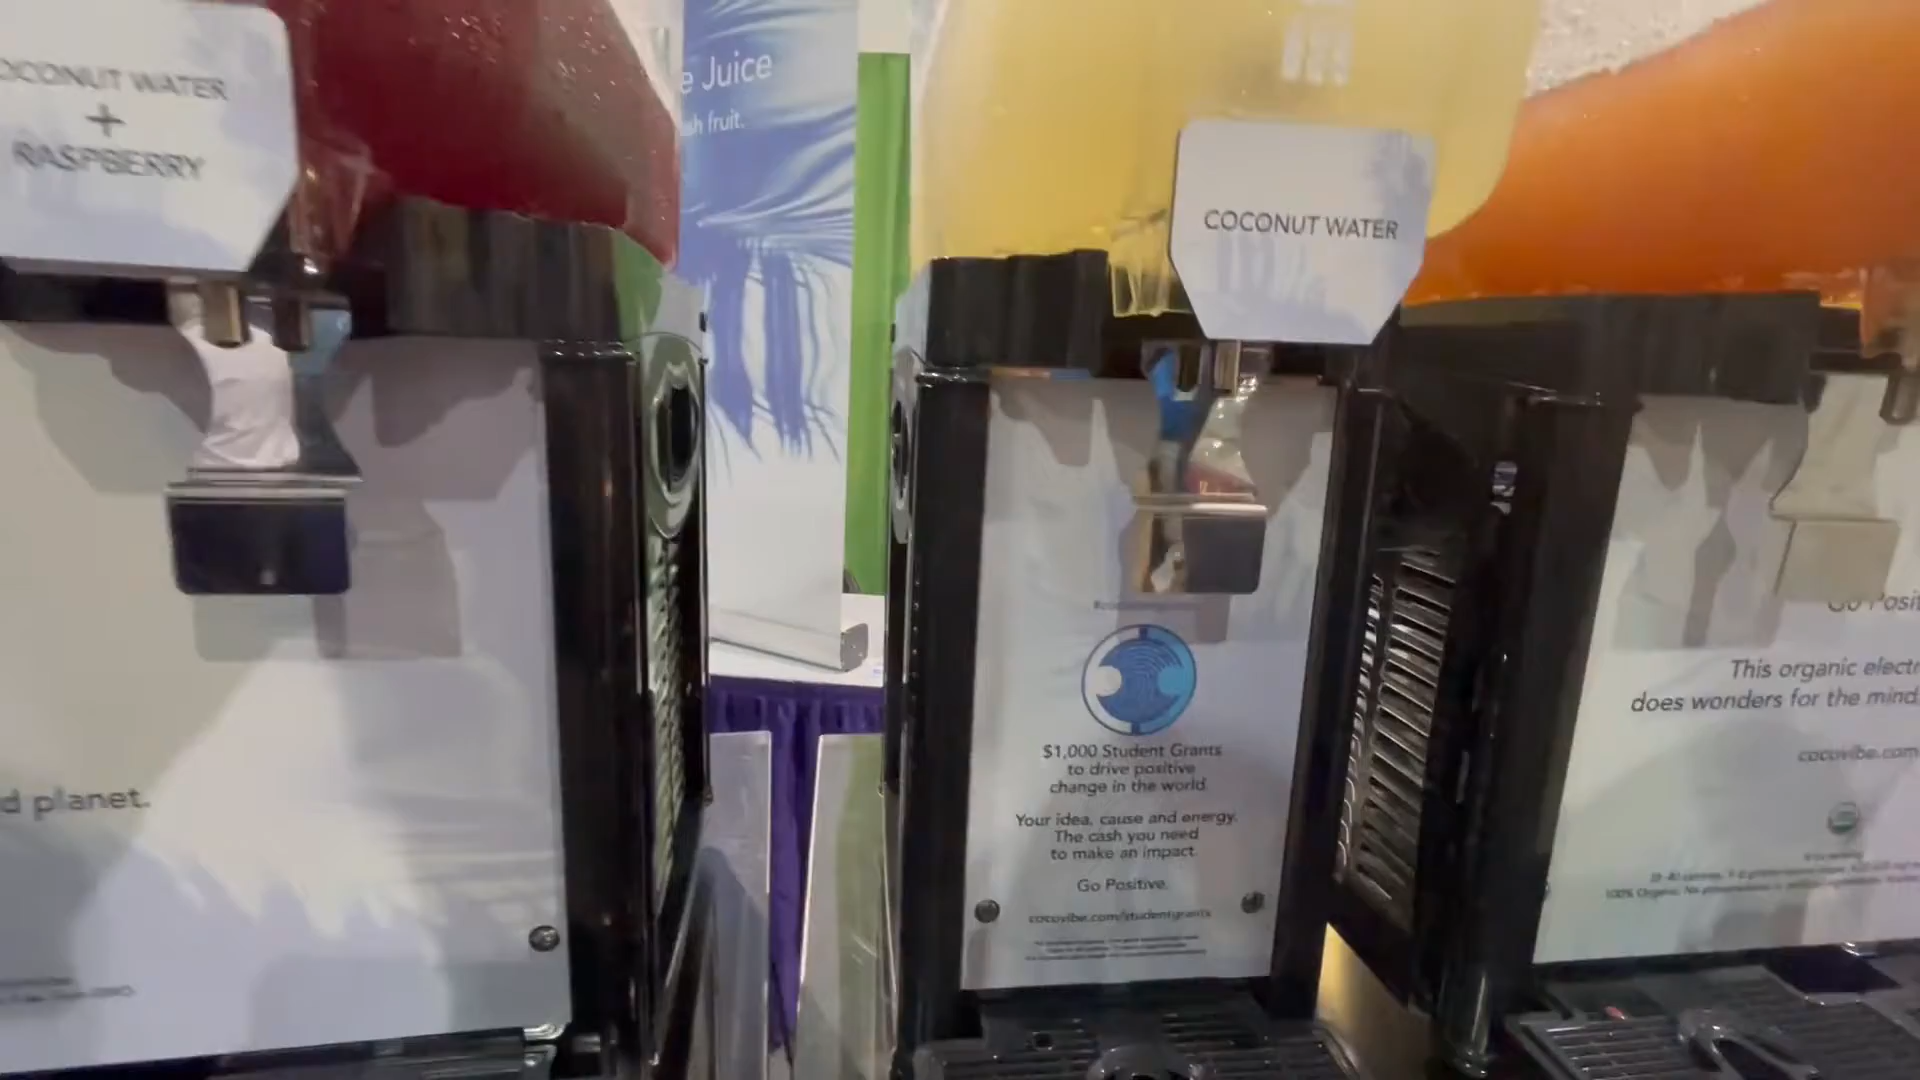 COCONUT WATER
+
RASPBERRY
e Juice
sh fruit.
COCONUT WATER
d planet.
$1,000 Student Grants
to drive positive
change in the world.
Your idea, cause and energy.
The cash you need
to make an impact.
Go Positive.
cocovibe.com/studentgrants
Go Posit
This organic electr
does wonders for the mind,
cocovibe.com